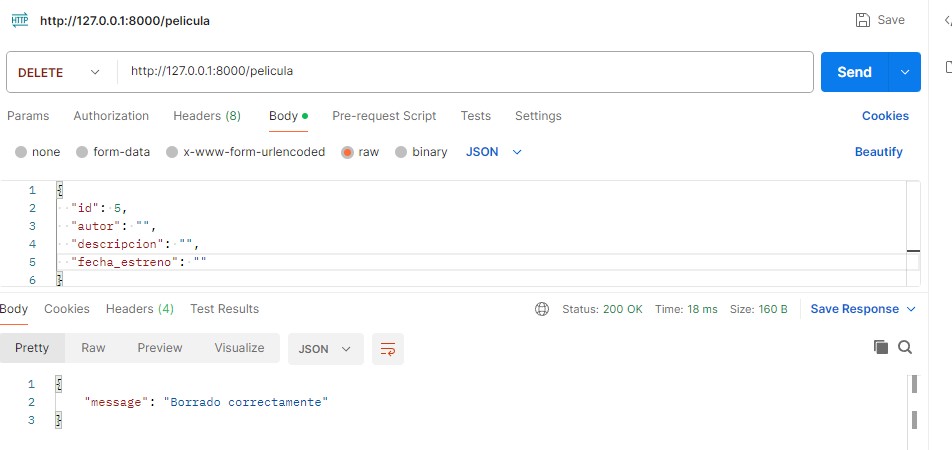 HTTP http://127.0.0.1:8000/pelicula Save
DELETE http://127.0.0.1:8000/pelicula Send
Params Authorization Headers (8) Body Pre-request Script Tests Settings Cookies
none form-data x-www-form-urlencoded raw binary JSON Beautify
1 {
2 "id": 5,
3 "autor": "",
4 "descripcion": "",
5 "fecha_estreno": ""
6 }
Body Cookies Headers (4) Test Results Status: 200 OK Time: 18 ms Size: 160 B Save Response
Pretty Raw Preview Visualize JSON
1 {
2 "message": "Borrado correctamente"
3 }